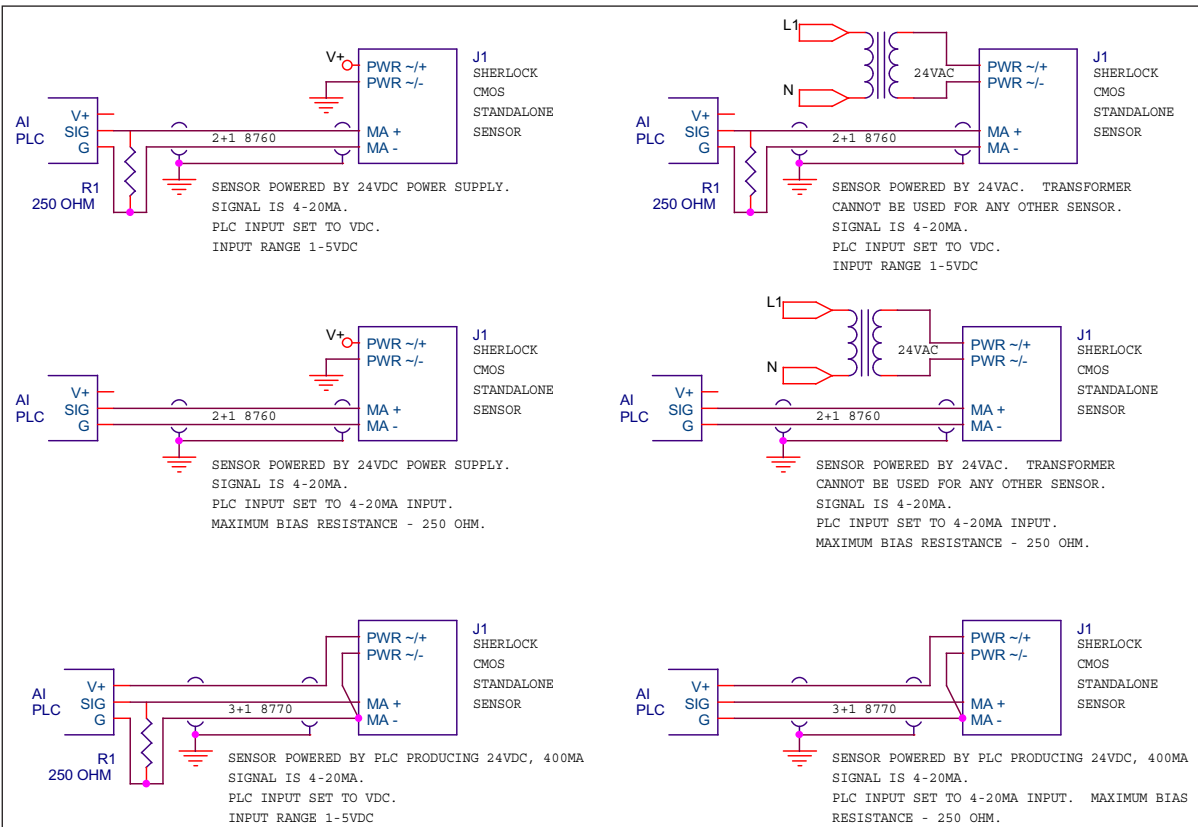 V+
PWR ~/+
PWR ~/-
J1
SHERLOCK
CMOS
STANDALONE
SENSOR
AI
PLC
V+
SIG
G
2+1 8760
MA +
MA -
R1
250 OHM
SENSOR POWERED BY 24VDC POWER SUPPLY.
SIGNAL IS 4-20MA.
PLC INPUT SET TO VDC.
INPUT RANGE 1-5VDC
L1
N
24VAC
PWR ~/+
PWR ~/-
J1
SHERLOCK
CMOS
STANDALONE
SENSOR
AI
PLC
V+
SIG
G
2+1 8760
MA +
MA -
R1
250 OHM
SENSOR POWERED BY 24VAC. TRANSFORMER
CANNOT BE USED FOR ANY OTHER SENSOR.
SIGNAL IS 4-20MA.
PLC INPUT SET TO VDC.
INPUT RANGE 1-5VDC
V+
PWR ~/+
PWR ~/-
J1
SHERLOCK
CMOS
STANDALONE
SENSOR
AI
PLC
V+
SIG
G
2+1 8760
MA +
MA -
SENSOR POWERED BY 24VDC POWER SUPPLY.
SIGNAL IS 4-20MA.
PLC INPUT SET TO 4-20MA INPUT.
MAXIMUM BIAS RESISTANCE - 250 OHM.
L1
N
24VAC
PWR ~/+
PWR ~/-
J1
SHERLOCK
CMOS
STANDALONE
SENSOR
AI
PLC
V+
SIG
G
2+1 8760
MA +
MA -
SENSOR POWERED BY 24VAC. TRANSFORMER
CANNOT BE USED FOR ANY OTHER SENSOR.
SIGNAL IS 4-20MA.
PLC INPUT SET TO 4-20MA INPUT.
MAXIMUM BIAS RESISTANCE - 250 OHM.
PWR ~/+
PWR ~/-
J1
SHERLOCK
CMOS
STANDALONE
SENSOR
AI
PLC
V+
SIG
G
3+1 8770
MA +
MA -
R1
250 OHM
SENSOR POWERED BY PLC PRODUCING 24VDC, 400MA
SIGNAL IS 4-20MA.
PLC INPUT SET TO VDC.
INPUT RANGE 1-5VDC
PWR ~/+
PWR ~/-
J1
SHERLOCK
CMOS
STANDALONE
SENSOR
AI
PLC
V+
SIG
G
3+1 8770
MA +
MA -
SENSOR POWERED BY PLC PRODUCING 24VDC, 400MA
SIGNAL IS 4-20MA.
PLC INPUT SET TO 4-20MA INPUT. MAXIMUM BIAS
RESISTANCE - 250 OHM.